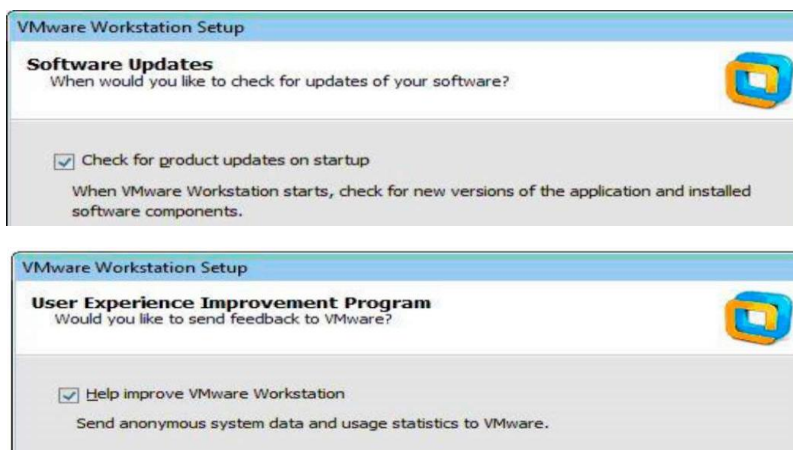 VMware Workstation Setup
Software Updates
When would you like to check for updates of your software?
Check for product updates on startup
When VMware Workstation starts, check for new versions of the application and installed
software components.
VMware Workstation Setup
User Experience Improvement Program
Would you like to send feedback to VMware?
Help improve VMware Workstation
Send anonymous system data and usage statistics to VMware.